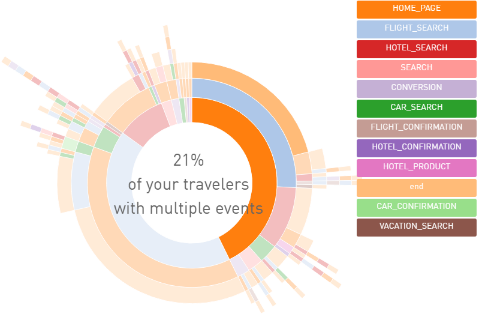 HOME_PAGE
FLIGHT_SEARCH
HOTEL_SEARCH
SEARCH
CONVERSION
CAR_SEARCH
FLIGHT_CONFIRMATION
HOTEL_CONFIRMATION
HOTEL_PRODUCT
end
CAR_CONFIRMATION
VACATION_SEARCH
21%
of your travelers
with multiple events